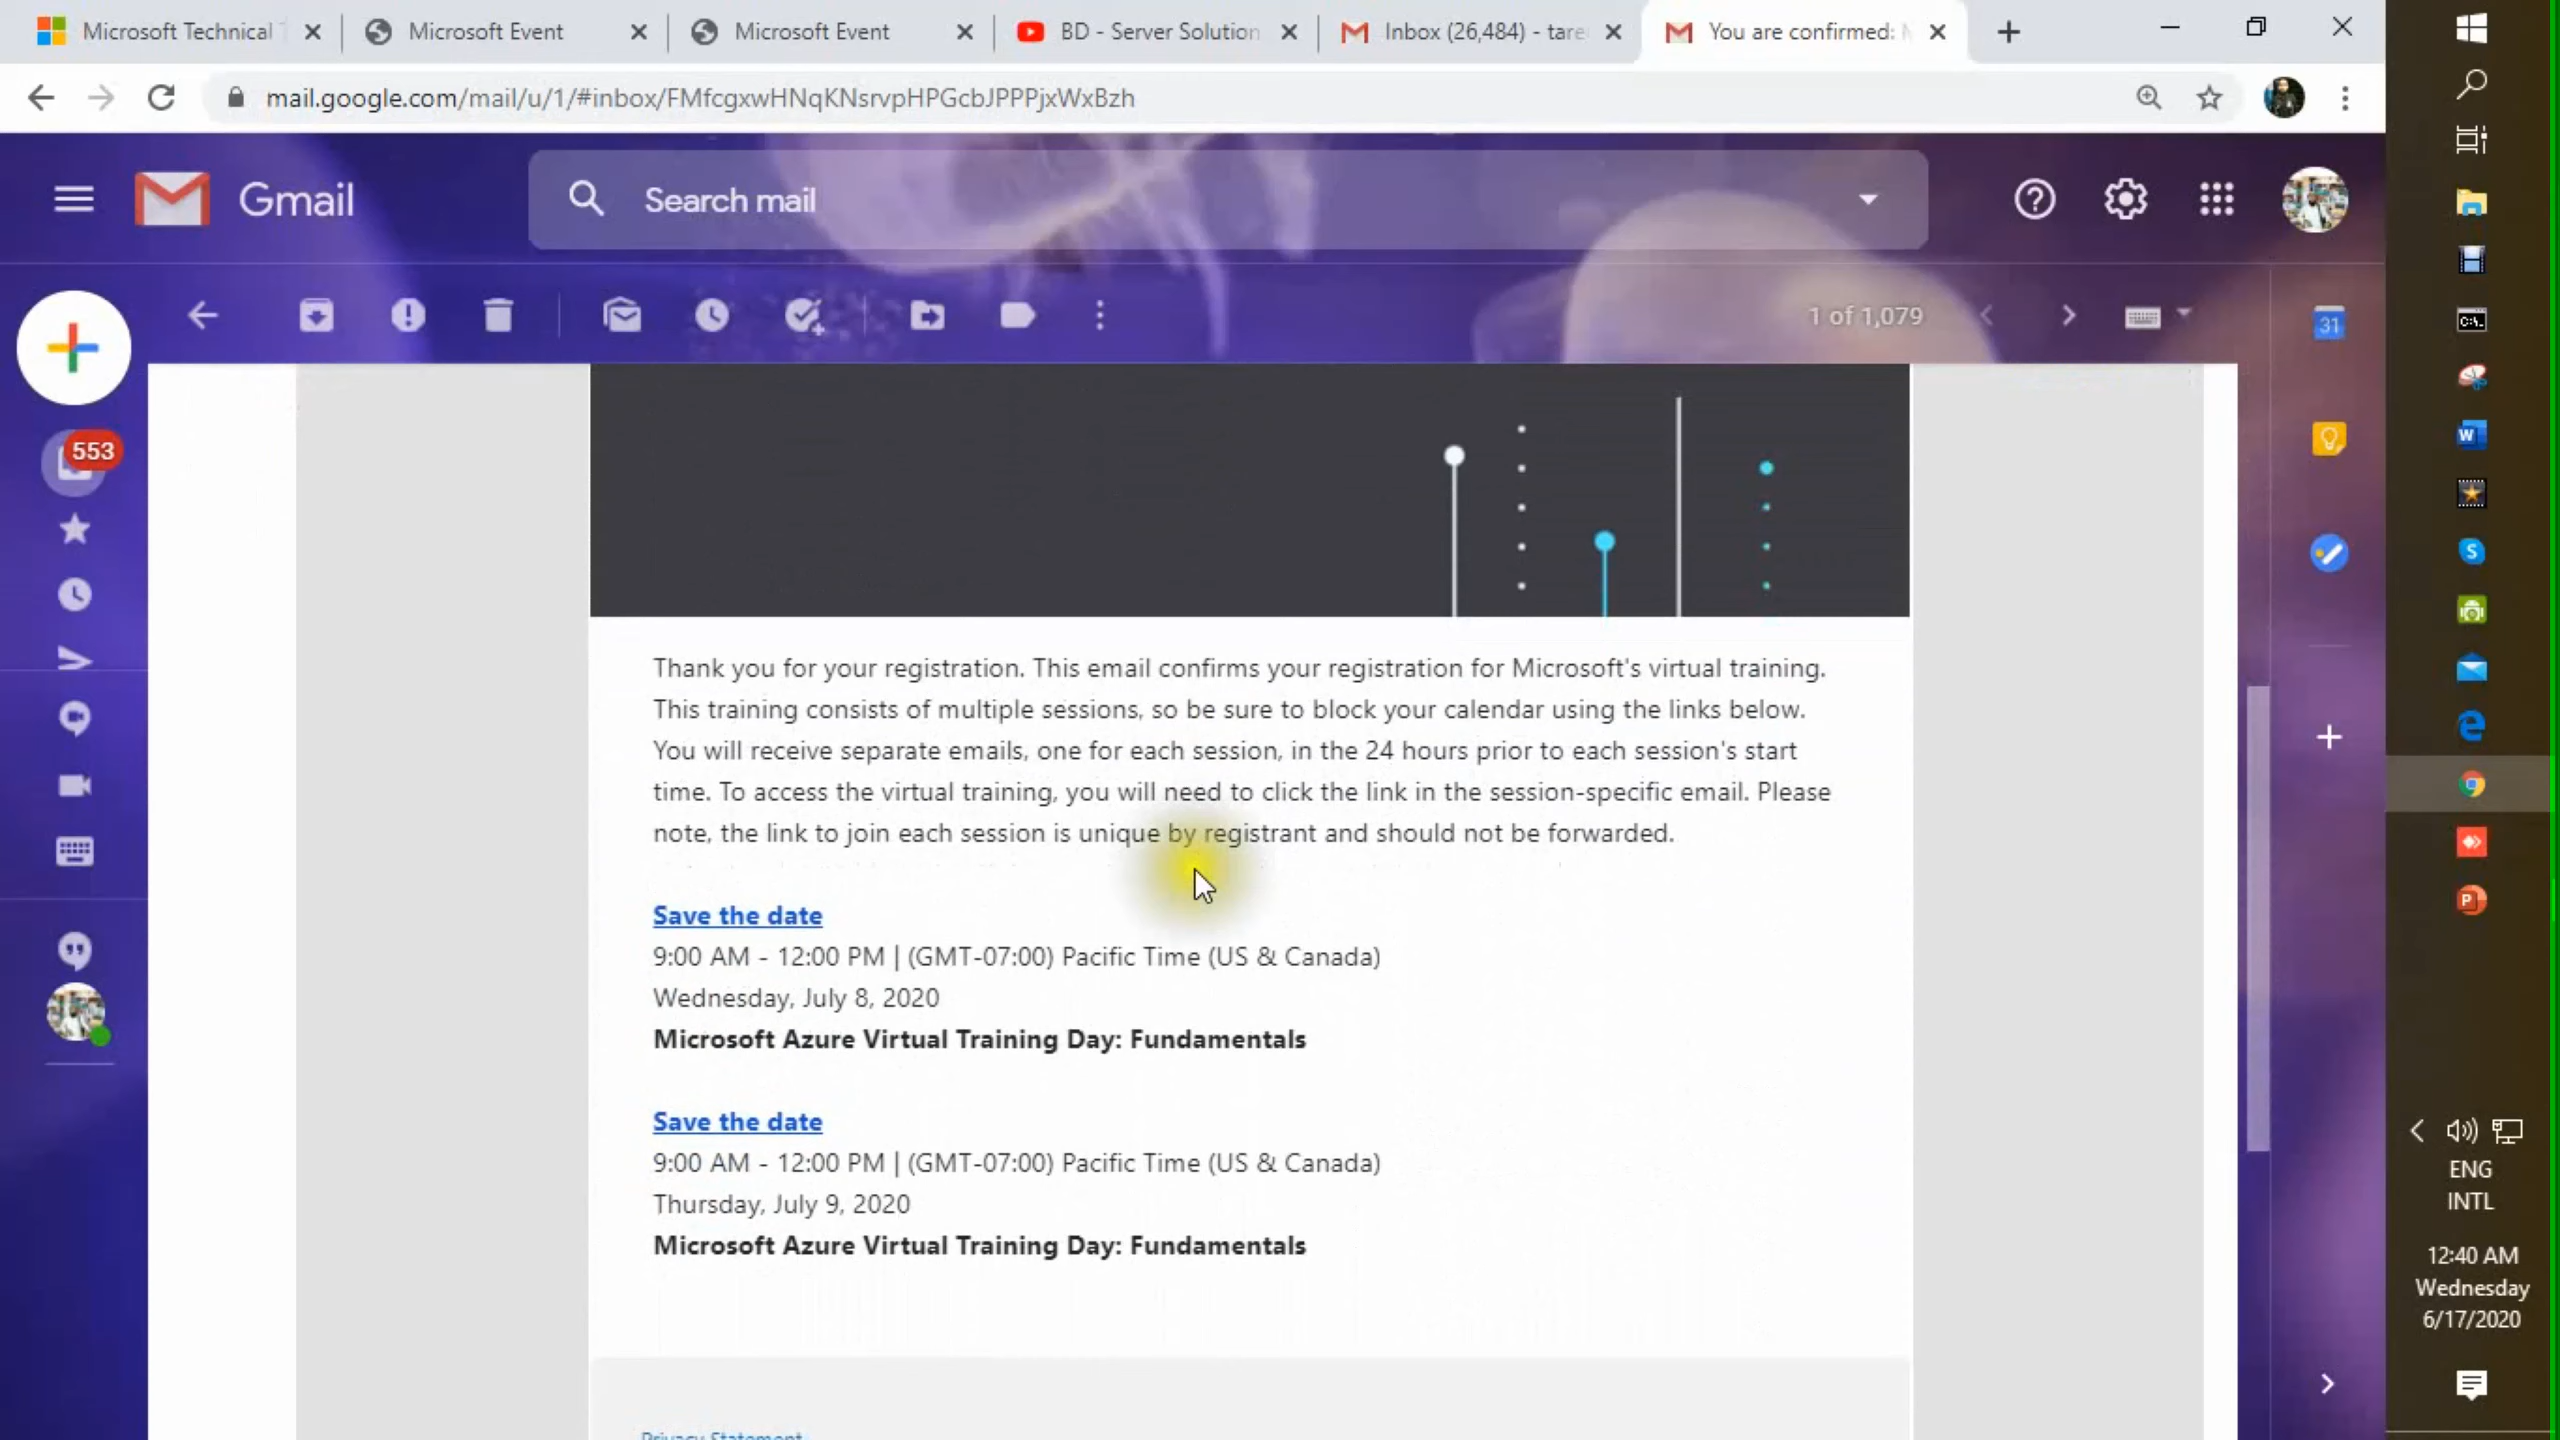 Microsoft Technical
Microsoft Event
Microsoft Event
BD - Server Solution
Inbox (26,484) - tare
You are confirmed:
mail.google.com/mail/u/1/#inbox/FMfcgxwHNqKNsrvpHPGcbJPPPjxWxBzh
Gmail
Search mail
1 of 1,079
31
553
Thank you for your registration. This email confirms your registration for Microsoft's virtual training.
This training consists of multiple sessions, so be sure to block your calendar using the links below.
You will receive separate emails, one for each session, in the 24 hours prior to each session's start
time. To access the virtual training, you will need to click the link in the session-specific email. Please
note, the link to join each session is unique by registrant and should not be forwarded.
Save the date
9:00 AM - 12:00 PM | (GMT-07:00) Pacific Time (US & Canada)
Wednesday, July 8, 2020
Microsoft Azure Virtual Training Day: Fundamentals
Save the date
9:00 AM - 12:00 PM | (GMT-07:00) Pacific Time (US & Canada)
Thursday, July 9, 2020
Microsoft Azure Virtual Training Day: Fundamentals
Privacy Statement
ENG
INTL
12:40 AM
Wednesday
6/17/2020